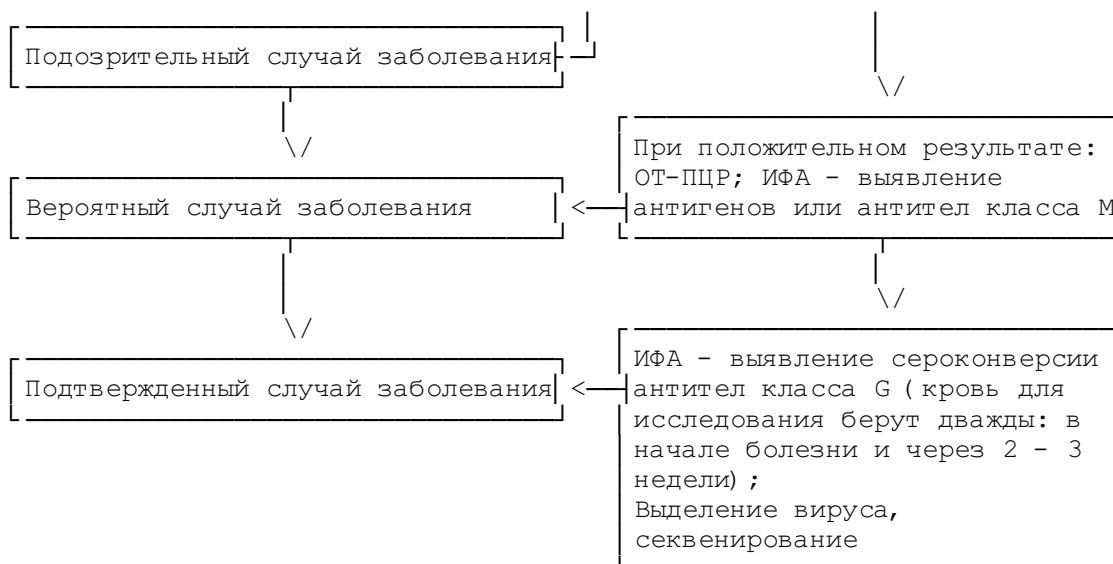 Подозрительный случай заболевания
При положительном результате:
ОТ-ПЦР; ИФА - выявление
Вероятный случай заболевания
антигенов или антител класса М
ИФА - выявление сероконверсии
Подтвержденный случай заболевания
антител класса G (кровь для
исследования берут дважды: в
начале болезни и через 2 - 3
недели);
Выделение вируса,
секвенирование